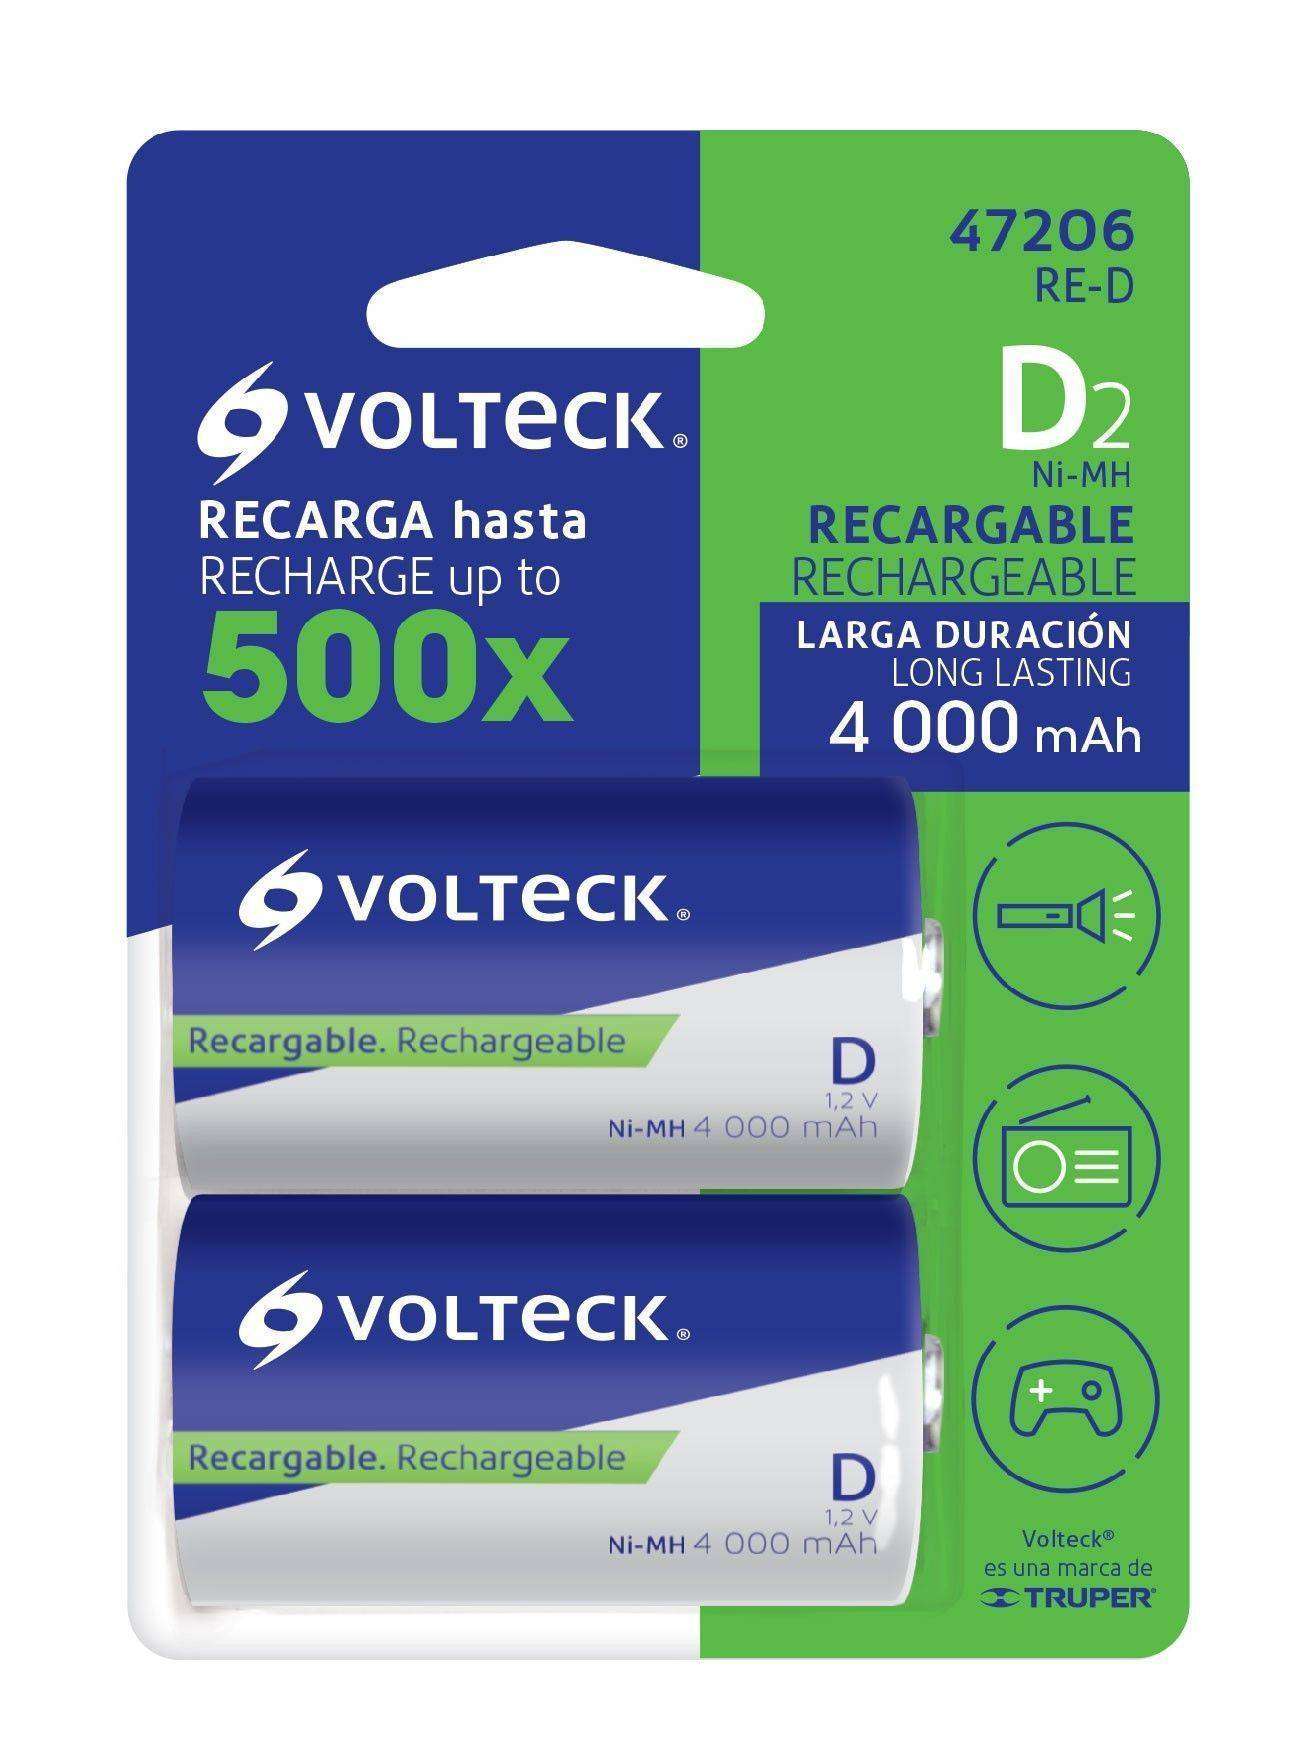 47206
RE-D
VOLTECK®
D2
Ni-MH
RECARGA hasta
RECHARGE up to
500x
RECARGABLE
RECHARGEABLE
LARGA DURACIÓN
LONG LASTING
4 000 mAh
VOLTECK®
Recargable. Rechargeable
D
1,2 V
Ni-MH 4 000 mAh
VOLTECK®
Recargable. Rechargeable
D
1,2 V
Ni-MH 4 000 mAh
Volteck®
es una marca de
TRUPER®